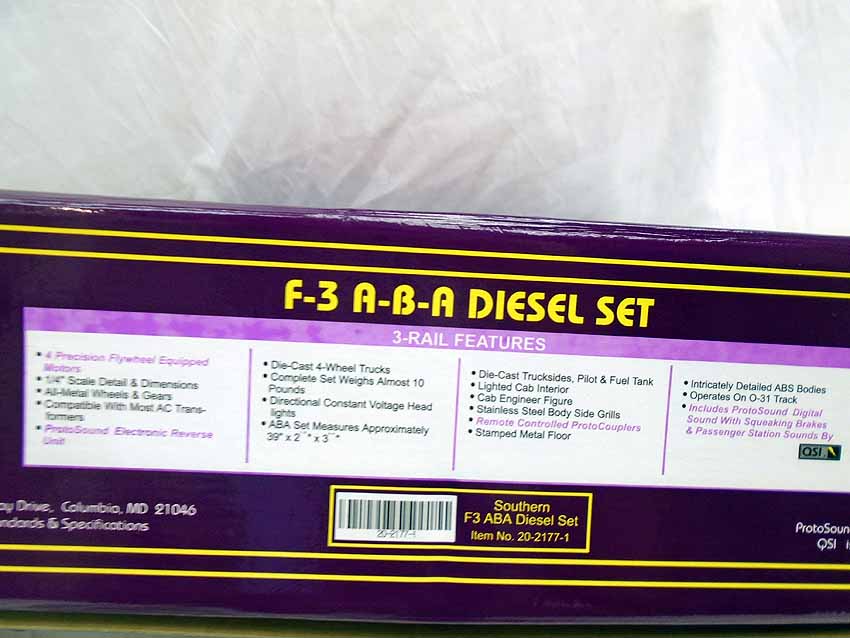 F-3 A-B-A DIESEL SET
3-RAIL FEATURES
• 4 Precision Flywheel Equipped
Motors
• 1/4" Scale Detail & Dimensions
• All-Metal Wheels & Gears
• Compatible With Most AC Trans-
formers
• ProtoSound Electronic Reverse
Unit
• Die-Cast 4-Wheel Trucks
• Complete Set Weighs Almost 10
Pounds
• Directional Constant Voltage Head
lights
• ABA Set Measures Approximately
39" x 2 " x 3 "
• Die-Cast Trucksides, Pilot & Fuel Tank
• Lighted Cab Interior
• Cab Engineer Figure
• Stainless Steel Body Side Grills
• Remote Controlled ProtoCouplers
• Stamped Metal Floor
• Intricately Detailed ABS Bodies
• Operates On O-31 Track
• Includes ProtoSound Digital
Sound With Squeaking Brakes
& Passenger Station Sounds By
QSI
ay Drive, Columbia, MD 21046
ndards & Specifications
20-2177-1
Southern
F3 ABA Diesel Set
Item No. 20-2177-1
ProtoSoun
QSI